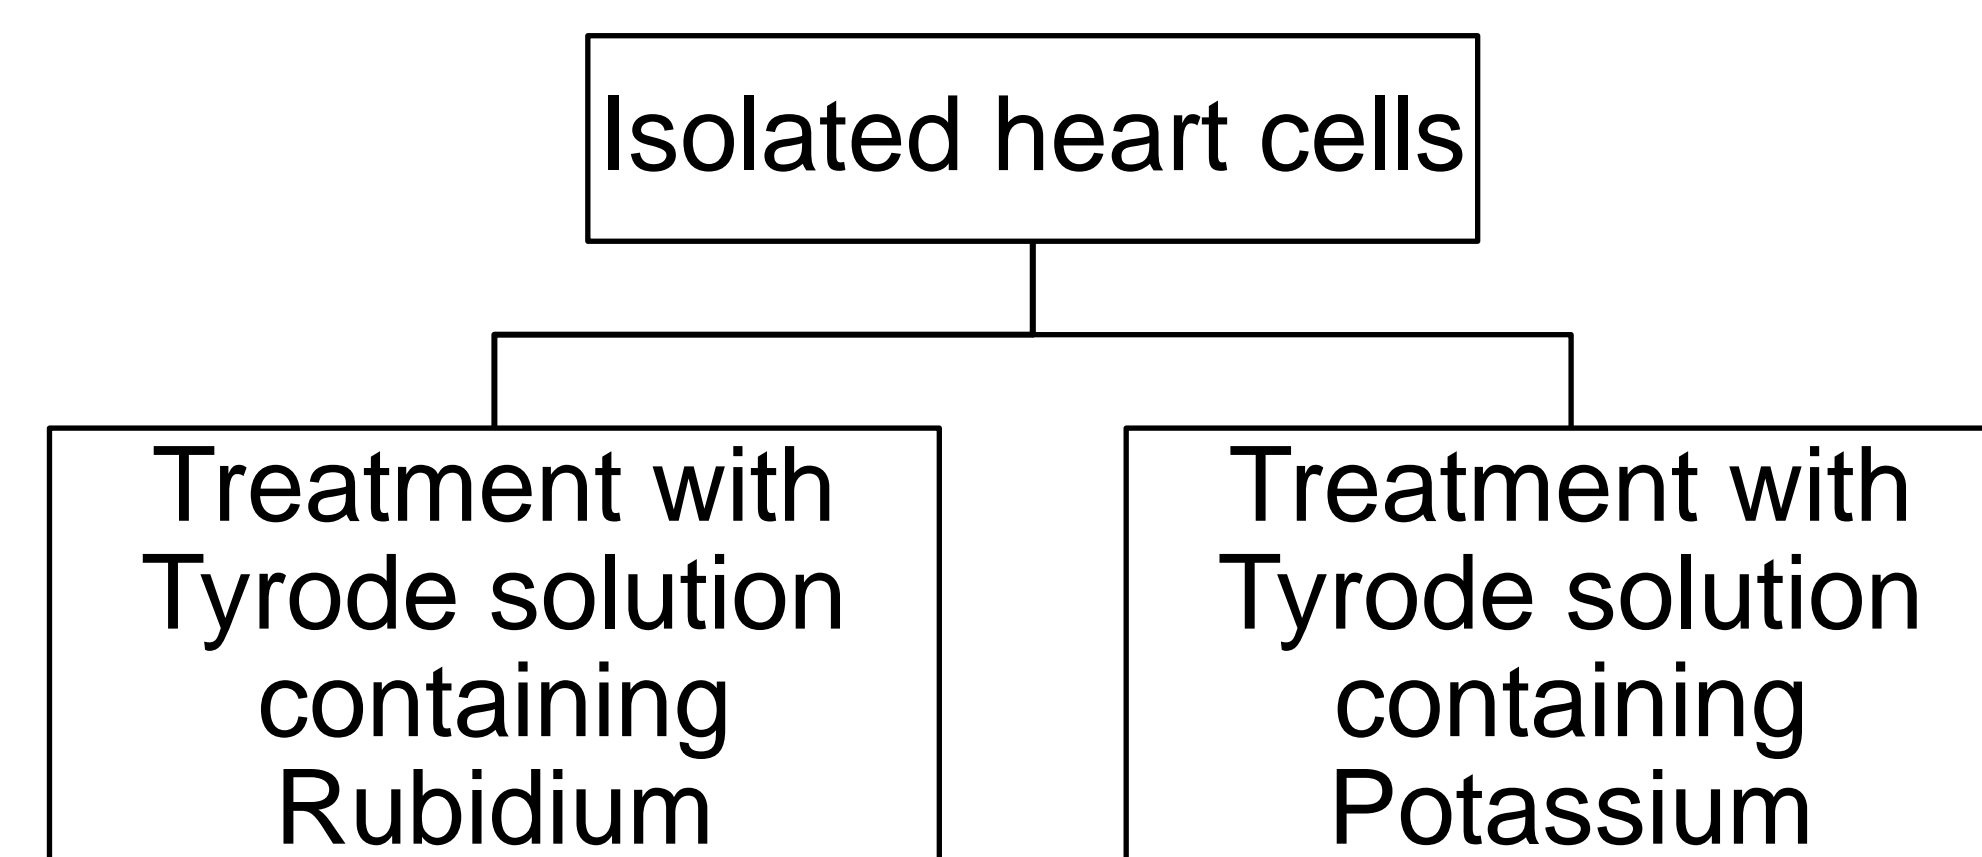 Isolated heart cells
Treatment with
Tyrode solution
containing
Rubidium
Treatment with
Tyrode solution
containing
Potassium